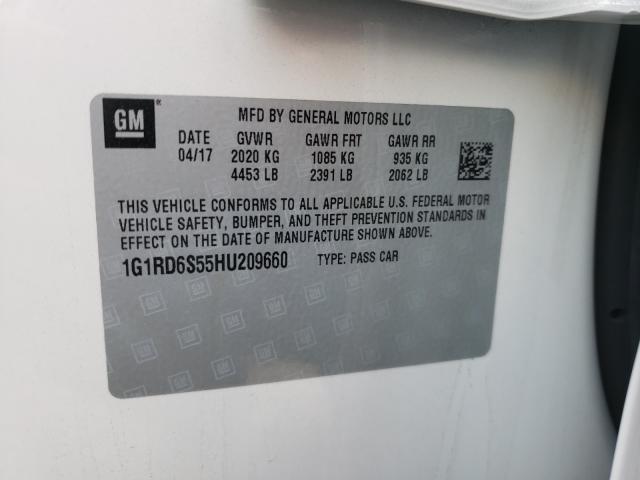 GM
MFD BY GENERAL MOTORS LLC
DATE GVWR GAWR FRT GAWR RR
04/17 2020 KG 1085 KG 935 KG
4453 LB 2391 LB 2062 LB
THIS VEHICLE CONFORMS TO ALL APPLICABLE U.S. FEDERAL MOTOR
VEHICLE SAFETY, BUMPER, AND THEFT PREVENTION STANDARDS IN
EFFECT ON THE DATE OF MANUFACTURE SHOWN ABOVE.
1G1RD6S55HU209660 TYPE: PASS CAR